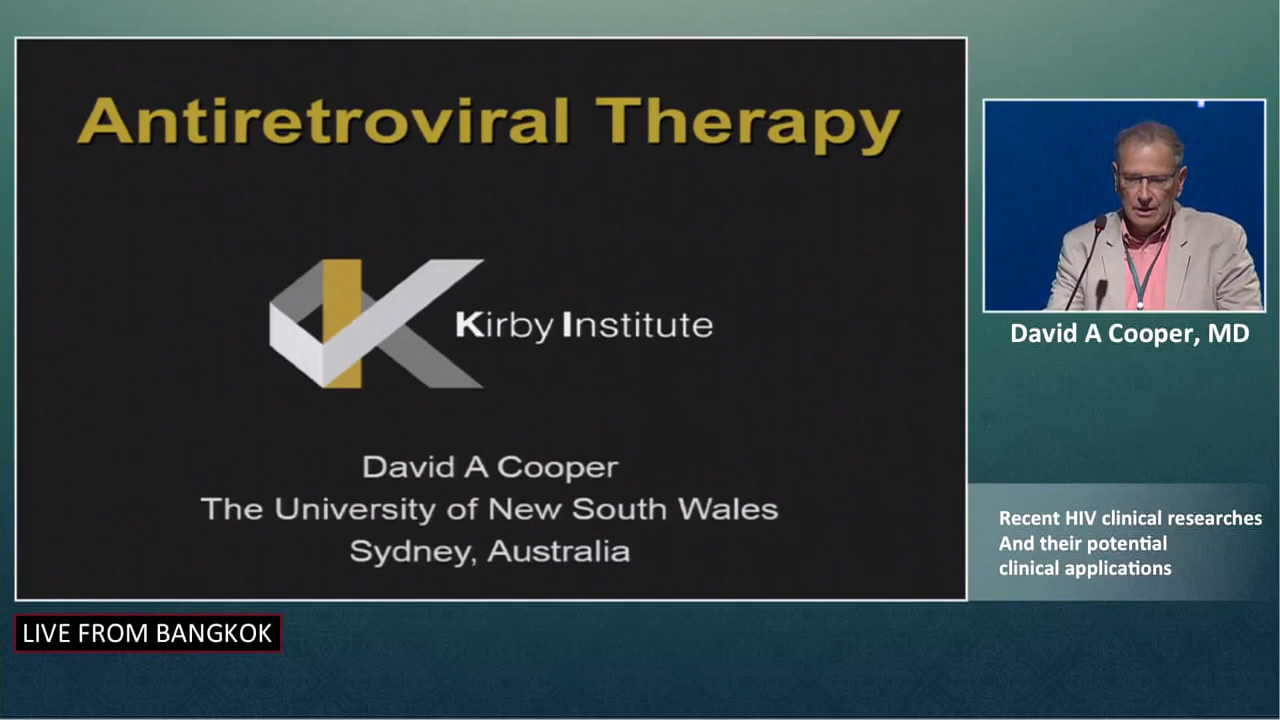 Antiretroviral Therapy
Kirby Institute
David A Cooper
The University of New South Wales
Sydney, Australia
David A Cooper, MD
Recent HIV clinical researches
And their potential
clinical applications
LIVE FROM BANGKOK